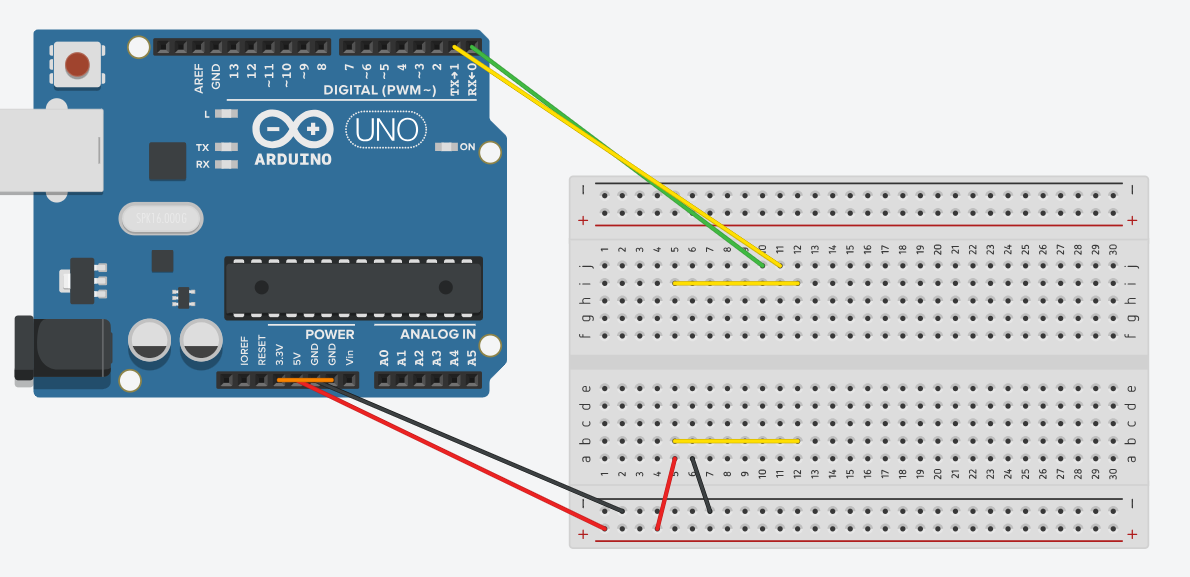 AREF
GND
13
12
~11
~10
~9
8
7
~6
~5
4
~3
2
TX→1
RX←0
DIGITAL (PWM~)
L
TX
RX
ARDUINO
UNO
ON
SPK16.000G
IOREF
RESET
3.3V
5V
GND
GND
Vin
POWER
ANALOG IN
A0
A1
A2
A3
A4
A5
− −
+ +
1 2 3 4 5 6 7 8 9 10 11 12 13 14 15 16 17 18 19 20 21 22 23 24 25 26 27 28 29 30
j j
i i
h h
g g
f f
e e
d d
c c
b b
a a
1 2 3 4 5 6 7 8 9 10 11 12 13 14 15 16 17 18 19 20 21 22 23 24 25 26 27 28 29 30
− −
+ +